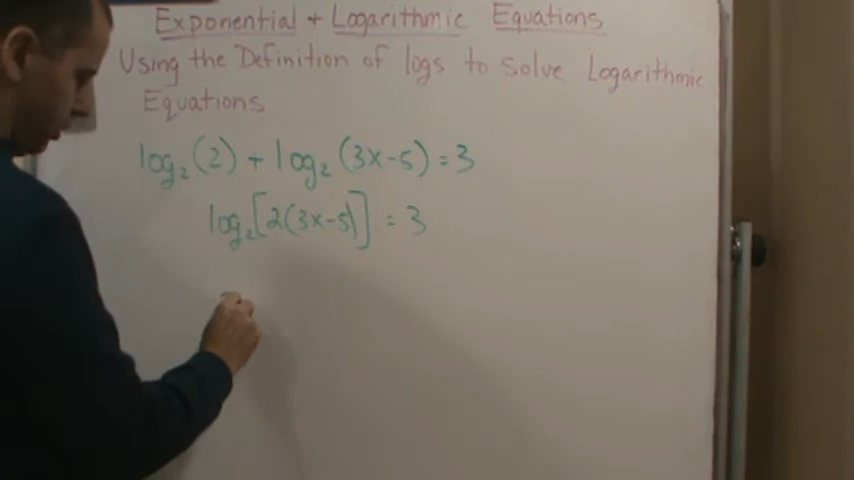 Exponential + Logarithmic Equations
Using the Definition of logs to solve Logarithmic
Equations
log₂(2) + log₂(3x-5) = 3
log₂[2(3x-5)] = 3